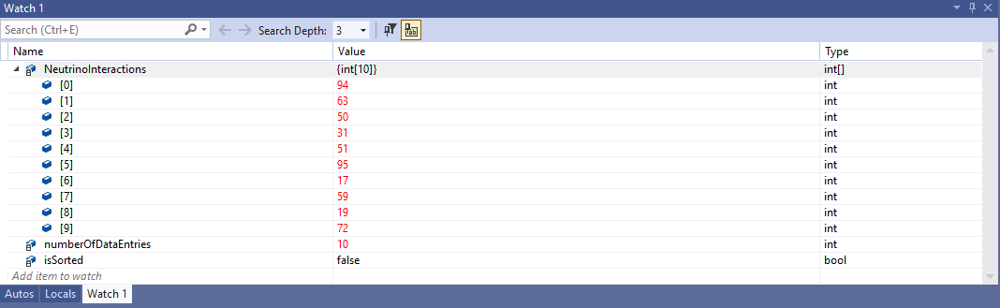 Watch 1
Search (Ctrl+E) Search Depth: 3
Name Value Type
NeutrinoInteractions {int[10]} int[]
[0] 94 int
[1] 63 int
[2] 50 int
[3] 31 int
[4] 51 int
[5] 95 int
[6] 17 int
[7] 59 int
[8] 19 int
[9] 72 int
numberOfDataEntries 10 int
isSorted false bool
Add item to watch
Autos Locals Watch 1